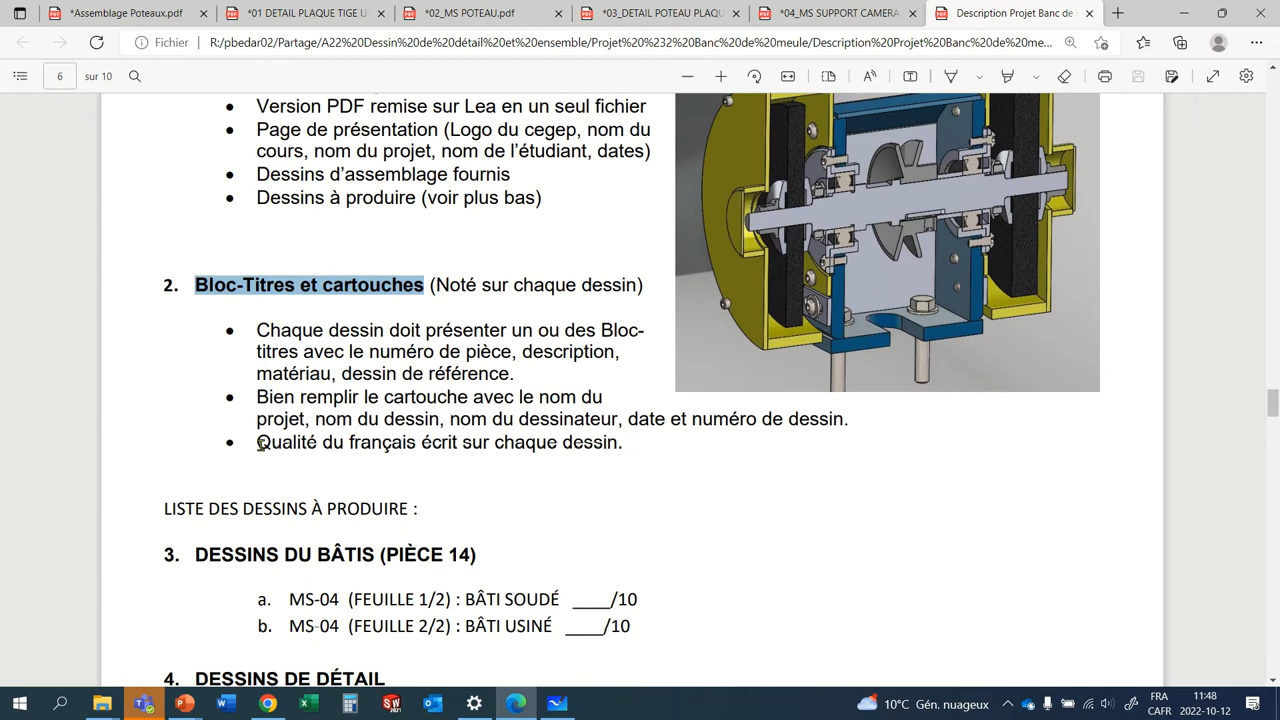 *Assemblage Poteaux.pdf
*01 DETAIL PLAQUE TIGE U
*02_MS POTEAU.pdf
*03_DETAIL POTEAU PLAQU
*04_MS SUPPORT CAMERA
Description Projet Banc de
Fichier
R:/pbedar02/Partage/A22%20Dessin%20de%20détail%20et%20ensemble/Projet%20%232%20Banc%20de%20meule/Description%20Projet%20Banc%20de%20me...
6
sur 10
Version PDF remise sur Lea en un seul fichier
Page de présentation (Logo du cegep, nom du
cours, nom du projet, nom de l'étudiant, dates)
Dessins d'assemblage fournis
Dessins à produire (voir plus bas)
2. Bloc-Titres et cartouches (Noté sur chaque dessin)
Chaque dessin doit présenter un ou des Bloc-
titres avec le numéro de pièce, description,
matériau, dessin de référence.
Bien remplir le cartouche avec le nom du
projet, nom du dessin, nom du dessinateur, date et numéro de dessin.
Qualité du français écrit sur chaque dessin.
LISTE DES DESSINS À PRODUIRE :
3. DESSINS DU BÂTIS (PIÈCE 14)
a. MS-04 (FEUILLE 1/2) : BÂTI SOUDÉ ____/10
b. MS-04 (FEUILLE 2/2) : BÂTI USINÉ ____/10
4. DESSINS DE DÉTAIL
10°C Gén. nuageux
FRA
CAFR
11:48
2022-10-12